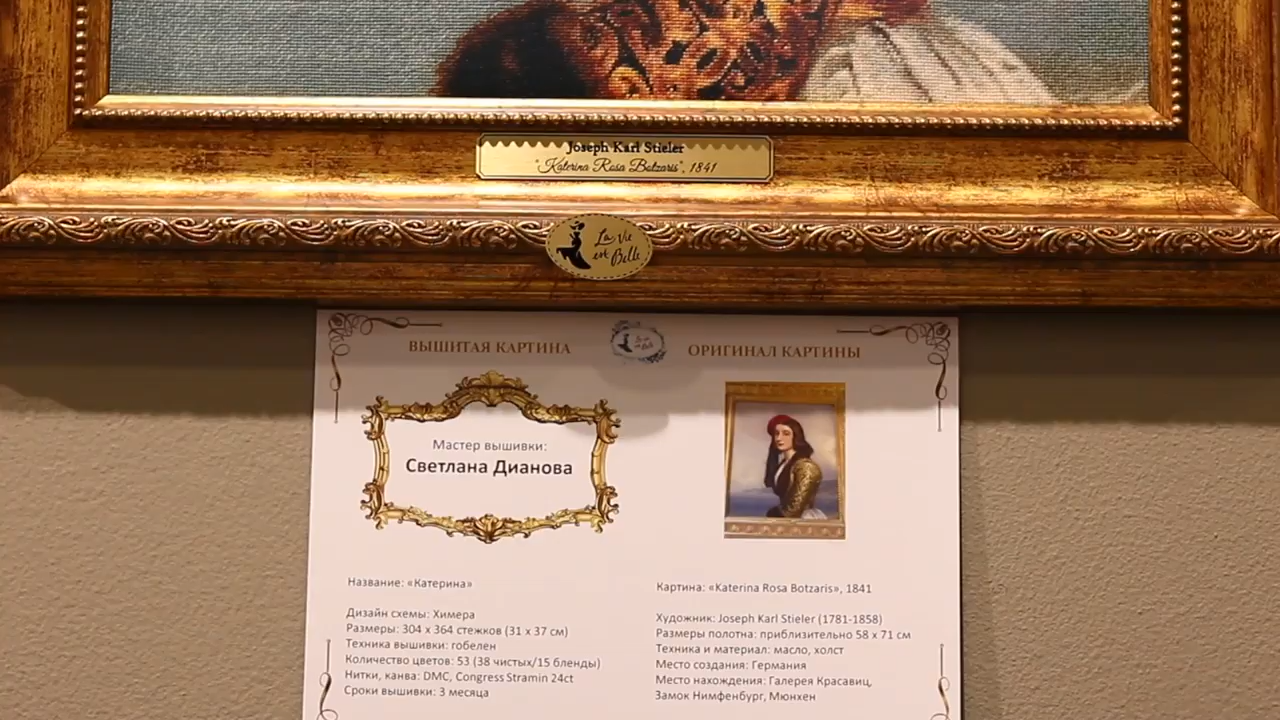 Joseph Karl Stieler
"Katerina Rosa Botzaris", 1841
La Vie
est Belle
ВЫШИТАЯ КАРТИНА
ОРИГИНАЛ КАРТИНЫ
Мастер вышивки:
Светлана Дианова
Название: «Катерина»
Дизайн схемы: Химера
Размеры: 304 х 364 стежков (31 х 37 см)
Техника вышивки: гобелен
Количество цветов: 53 (38 чистых/15 бленды)
Нитки, канва: DMC, Congress Stramin 24ct
Сроки вышивки: 3 месяца
Картина: «Katerina Rosa Botzaris», 1841
Художник: Joseph Karl Stieler (1781-1858)
Размеры полотна: приблизительно 58 х 71 см
Техника и материал: масло, холст
Место создания: Германия
Место нахождения: Галерея Красавиц,
Замок Нимфенбург, Мюнхен